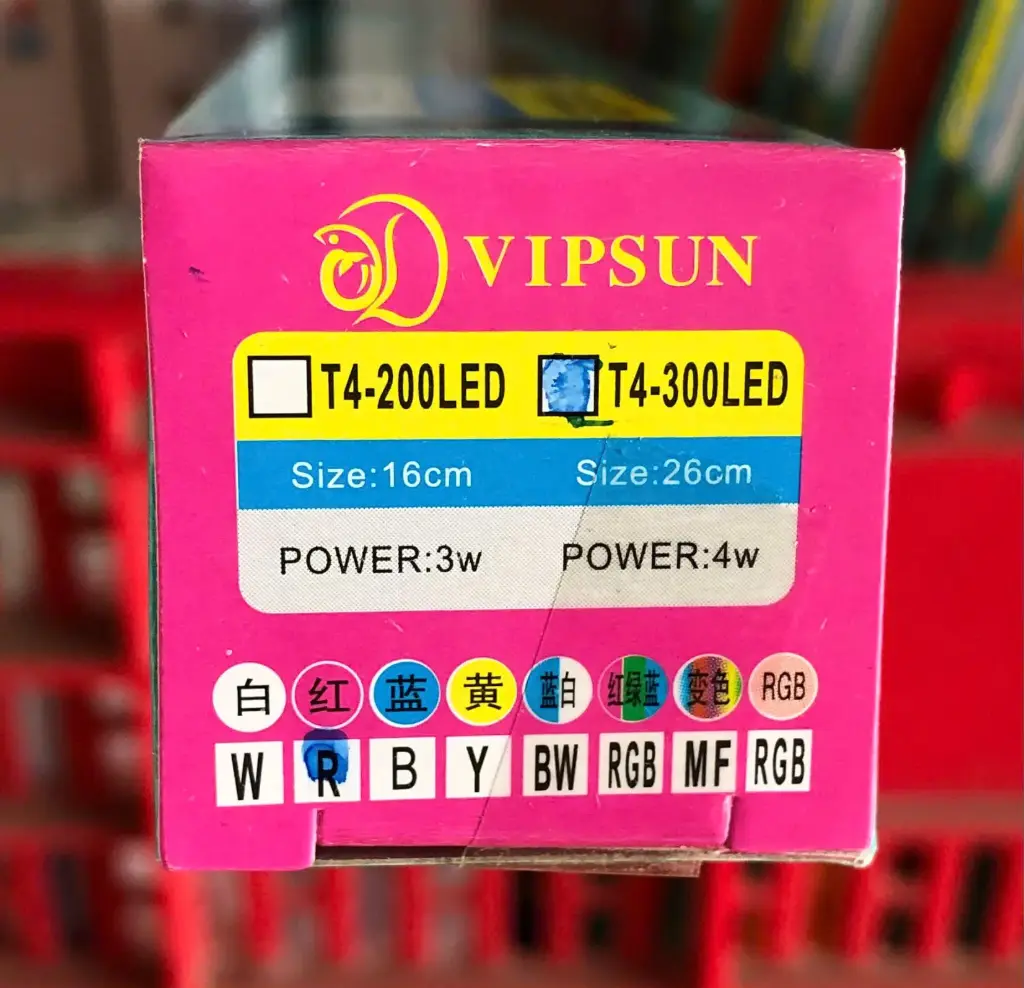 VIPSUN
T4-200LED T4-300LED
Size:16cm Size:26cm
POWER:3w POWER:4w
白 红 蓝 黄 蓝白 红绿蓝 变色 RGB
W R B Y BW RGB MF RGB